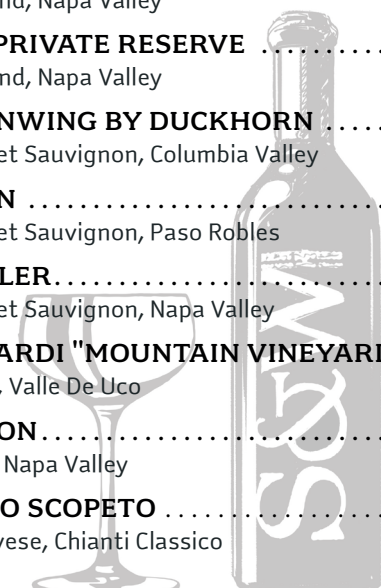 nd, Napa Valley
PRIVATE RESERVE ..........
nd, Napa Valley
NWING BY DUCKHORN .....
et Sauvignon, Columbia Valley
N ................................
et Sauvignon, Paso Robles
LER..............................
et Sauvignon, Napa Valley
ARDI "MOUNTAIN VINEYARD
, Valle De Uco
ON...............................
Napa Valley
O SCOPETO ...................
vese, Chianti Classico